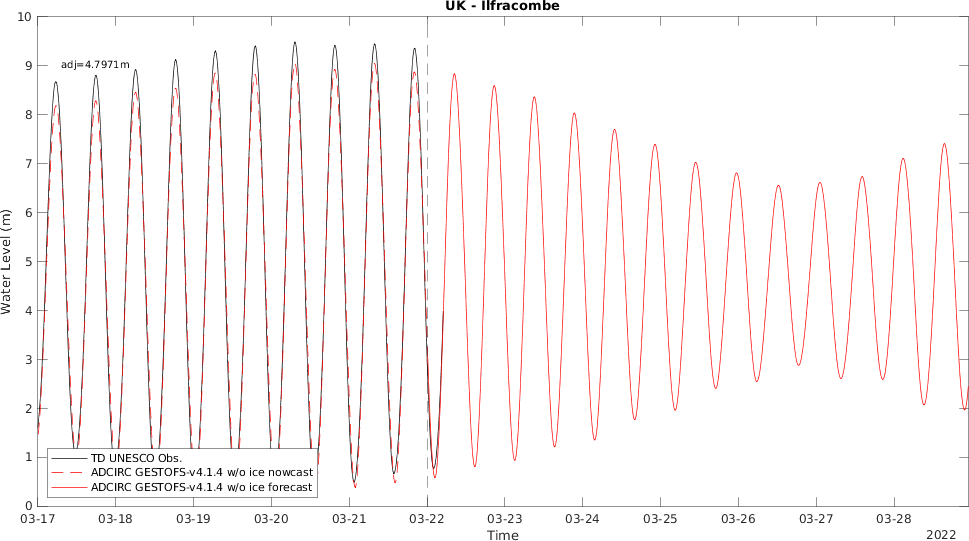 UK - Ilfracombe
10
9
8
7
6
5
4
3
2
1
0
Water Level (m)
adj=4.7971m
TD UNESCO Obs.
ADCIRC GESTOFS-v4.1.4 w/o ice nowcast
ADCIRC GESTOFS-v4.1.4 w/o ice forecast
03-17 03-18 03-19 03-20 03-21 03-22 03-23 03-24 03-25 03-26 03-27 03-28
Time
2022